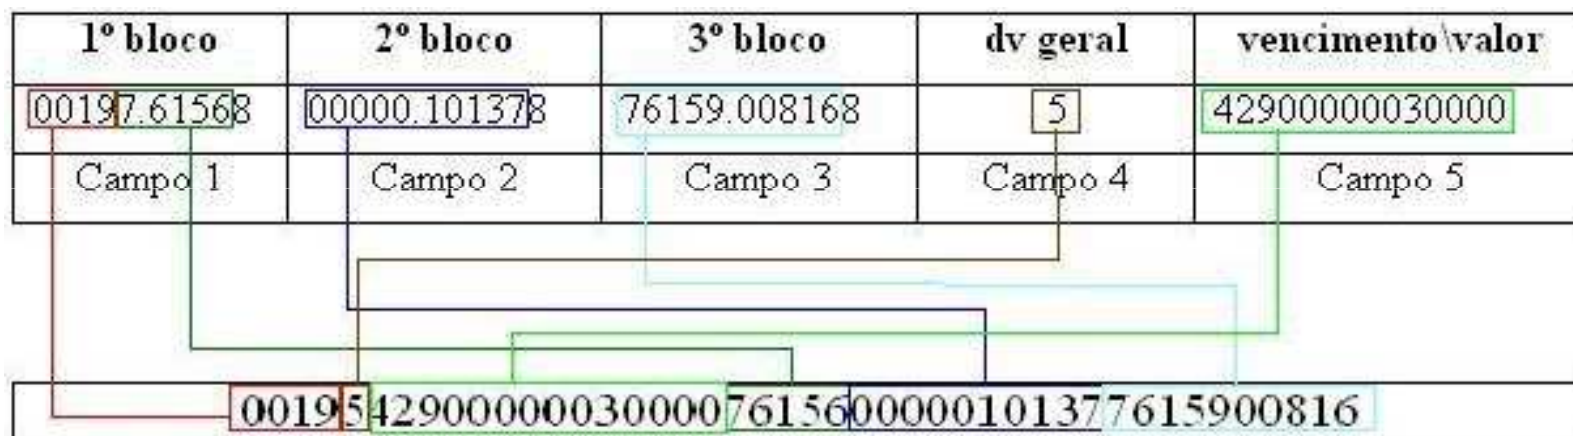 1º bloco 2º bloco 3º bloco dv geral vencimento\valor
00197.61568 00000.101378 76159.008168 5 42900000030000
Campo 1 Campo 2 Campo 3 Campo 4 Campo 5
00195429000000300007615600000101377615900816